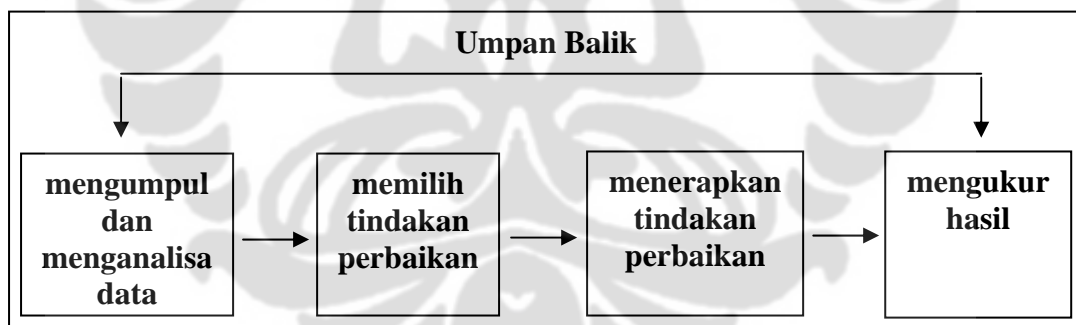 Umpan Balik
mengumpul
dan
menganalisa
data
memilih
tindakan
perbaikan
menerapkan
tindakan
perbaikan
mengukur
hasil